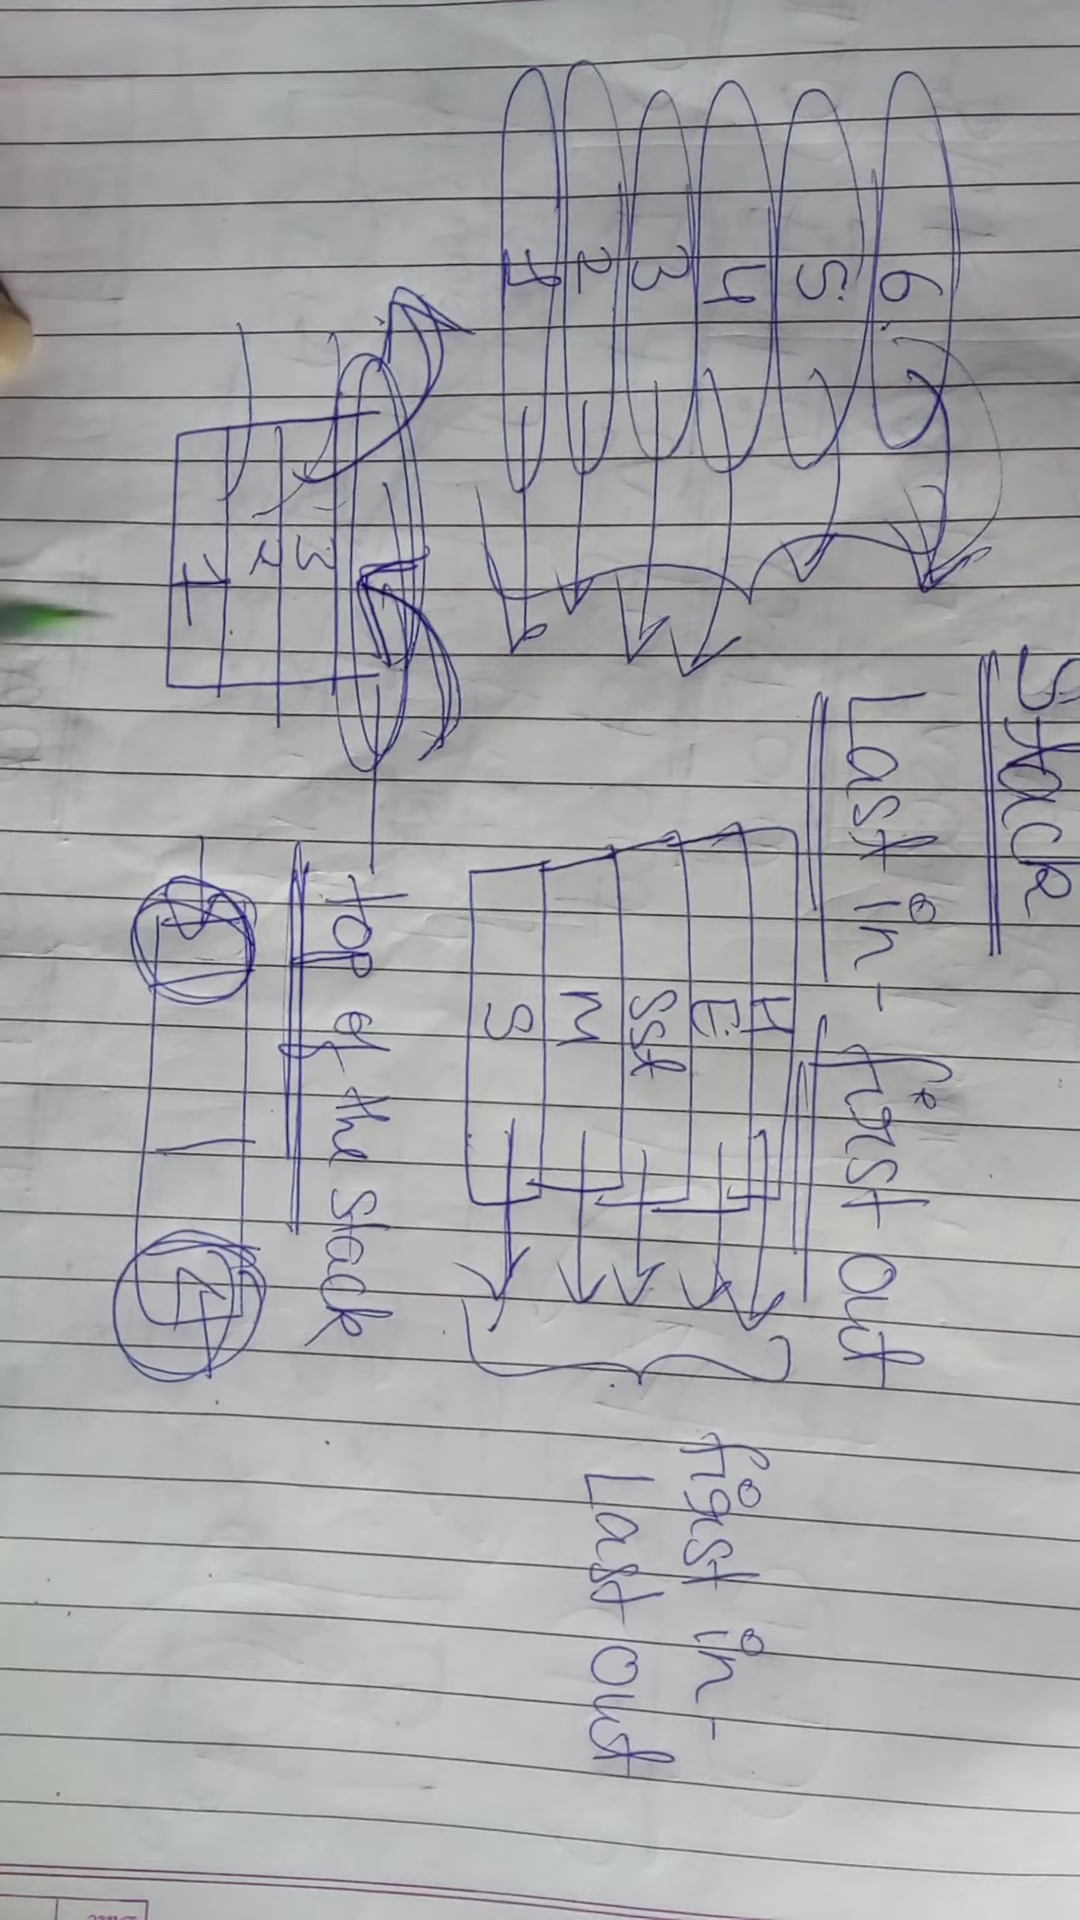 Stack
Last in - first out
6.
5
4
3
2
1
H
E
SSt
M
S
first in -
Last out
3
2
1
top of the Stack